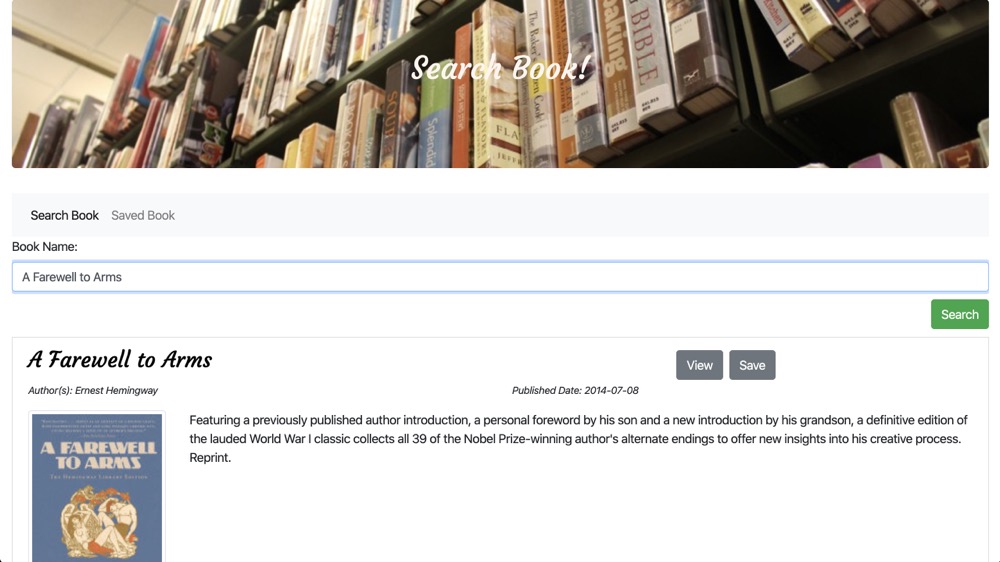 Search Book!
BIBLE
Search Book Saved Book
Book Name:
A Farewell to Arms
Search
A Farewell to Arms
View Save
Author(s): Ernest Hemingway Published Date: 2014-07-08
Featuring a previously published author introduction, a personal foreword by his son and a new introduction by his grandson, a definitive edition of
the lauded World War I classic collects all 39 of the Nobel Prize-winning author's alternate endings to offer new insights into his creative process.
Reprint.
A FAREWELL
TO ARMS
The Hemingway Library Edition